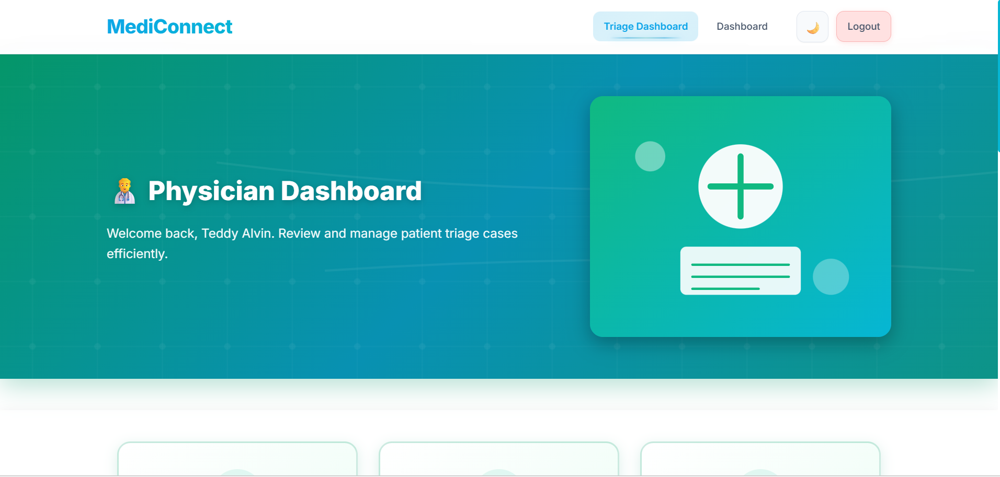 MediConnect
Triage Dashboard
Dashboard
Logout
Physician Dashboard
Welcome back, Teddy Alvin. Review and manage patient triage cases
efficiently.